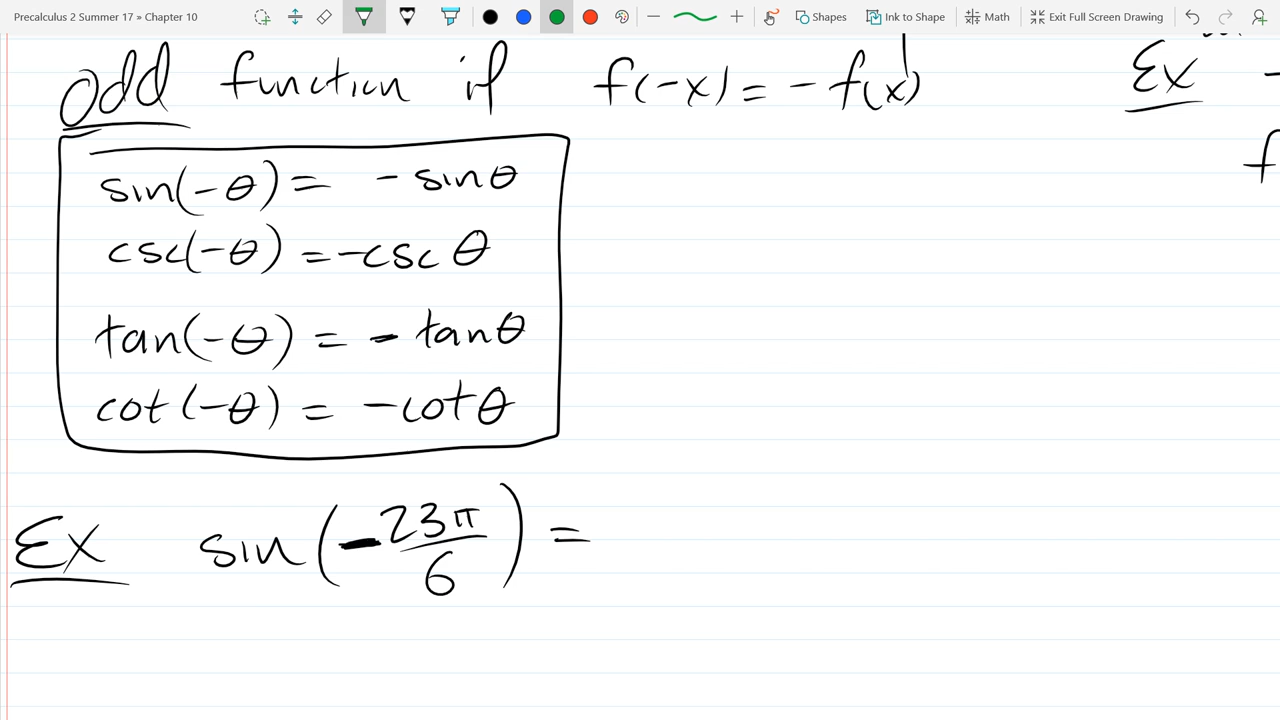 Precalculus 2 Summer 17 » Chapter 10
Shapes
Ink to Shape
Math
Exit Full Screen Drawing
Odd function if f(-x) = -f(x)
Ex
f
sin(-θ) = - sinθ
csc(-θ) = -csc θ
tan(-θ) = - tanθ
cot(-θ) = -cotθ
Ex sin(-23π/6) =